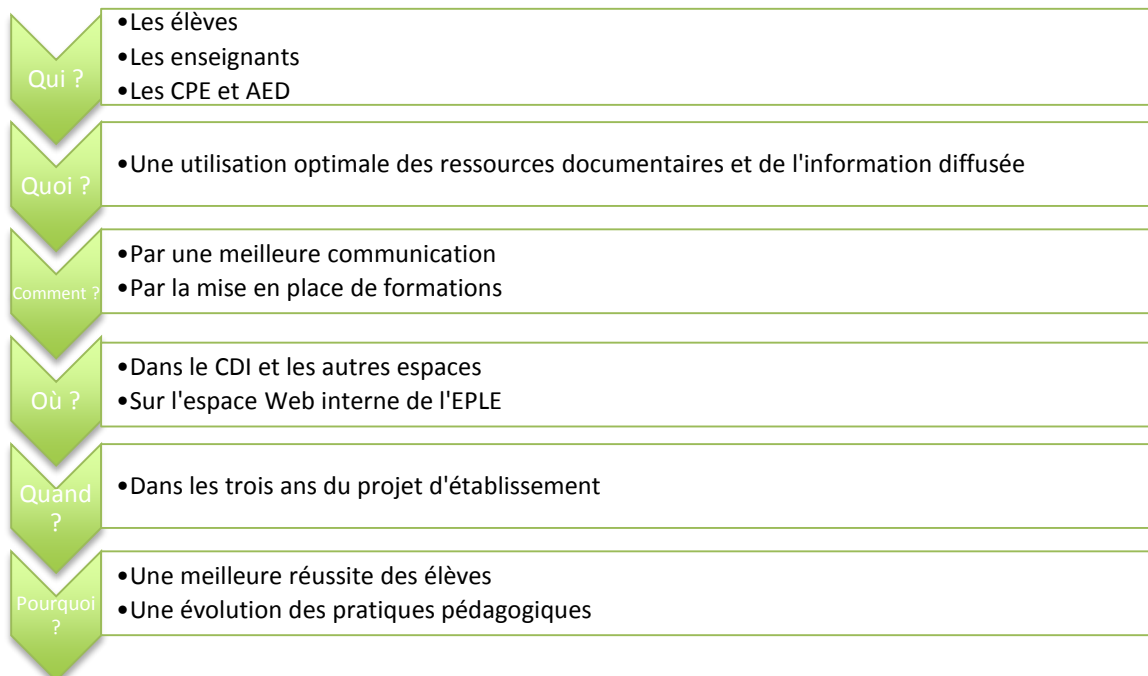 Qui ?
•Les élèves
•Les enseignants
•Les CPE et AED
Quoi ?
•Une utilisation optimale des ressources documentaires et de l'information diffusée
Comment ?
•Par une meilleure communication
•Par la mise en place de formations
Où ?
•Dans le CDI et les autres espaces
•Sur l'espace Web interne de l'EPLE
Quand
?
•Dans les trois ans du projet d'établissement
Pourquoi
?
•Une meilleure réussite des élèves
•Une évolution des pratiques pédagogiques